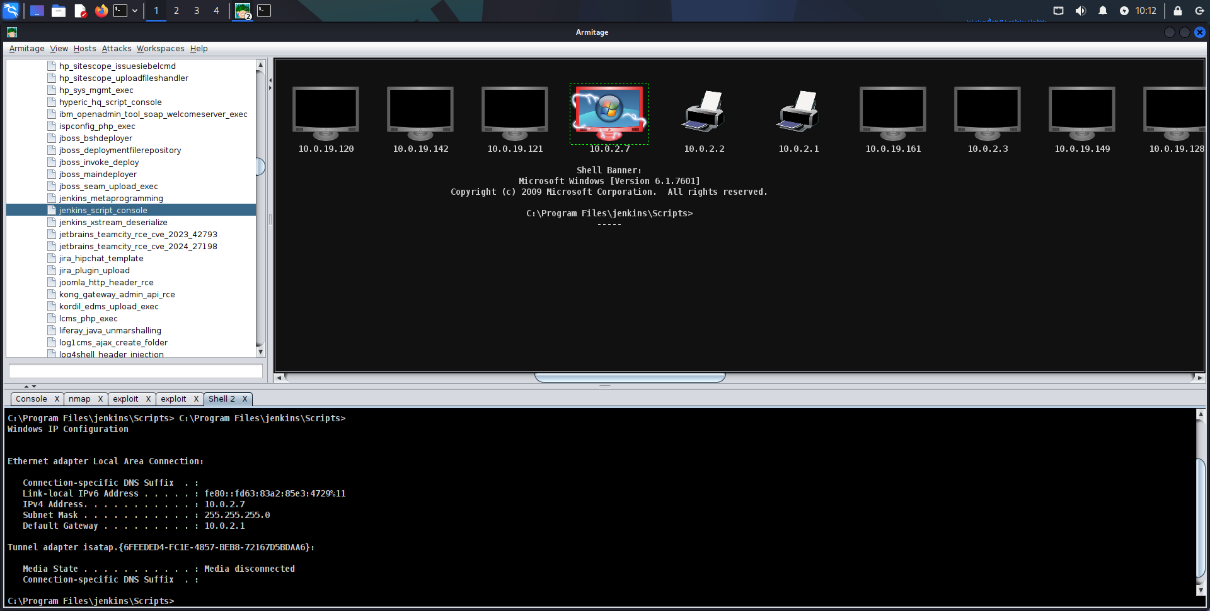 1 2 3 4 2 10:12
Armitage
Armitage View Hosts Attacks Workspaces Help
hp_sitescope_issuesiebelcmd
hp_sitescope_uploadfileshandler
hp_sys_mgmt_exec
hyperic_hq_script_console
ibm_openadmin_tool_soap_welcomeserver_exec
ispconfig_php_exec
jboss_bshdeployer
jboss_deploymentfilerepository
jboss_invoke_deploy
jboss_maindeployer
jboss_seam_upload_exec
jenkins_metaprogramming
jenkins_script_console
jenkins_xstream_deserialize
jetbrains_teamcity_rce_cve_2023_42793
jetbrains_teamcity_rce_cve_2024_27198
jira_hipchat_template
jira_plugin_upload
joomla_http_header_rce
kong_gateway_admin_api_rce
kordil_edms_upload_exec
lcms_php_exec
liferay_java_unmarshalling
log1cms_ajax_create_folder
log4shell_header_injection
10.0.19.120 10.0.19.142 10.0.19.121 10.0.2.7 10.0.2.2 10.0.2.1 10.0.19.161 10.0.2.3 10.0.19.149 10.0.19.128
Shell Banner:
Microsoft Windows [Version 6.1.7601]
Copyright (c) 2009 Microsoft Corporation.  All rights reserved.
C:\Program Files\jenkins\Scripts>
-----
Console X nmap X exploit X exploit X Shell 2 X
C:\Program Files\jenkins\Scripts> C:\Program Files\jenkins\Scripts>
Windows IP Configuration
Ethernet adapter Local Area Connection:
Connection-specific DNS Suffix  . :
Link-local IPv6 Address . . . . . : fe80::fd63:83a2:85e3:4729%11
IPv4 Address. . . . . . . . . . . : 10.0.2.7
Subnet Mask . . . . . . . . . . . : 255.255.255.0
Default Gateway . . . . . . . . . : 10.0.2.1
Tunnel adapter isatap.{6FEEDED4-FC1E-4857-BEB8-72167D5BDAA6}:
Media State . . . . . . . . . . . : Media disconnected
Connection-specific DNS Suffix  . :
C:\Program Files\jenkins\Scripts>